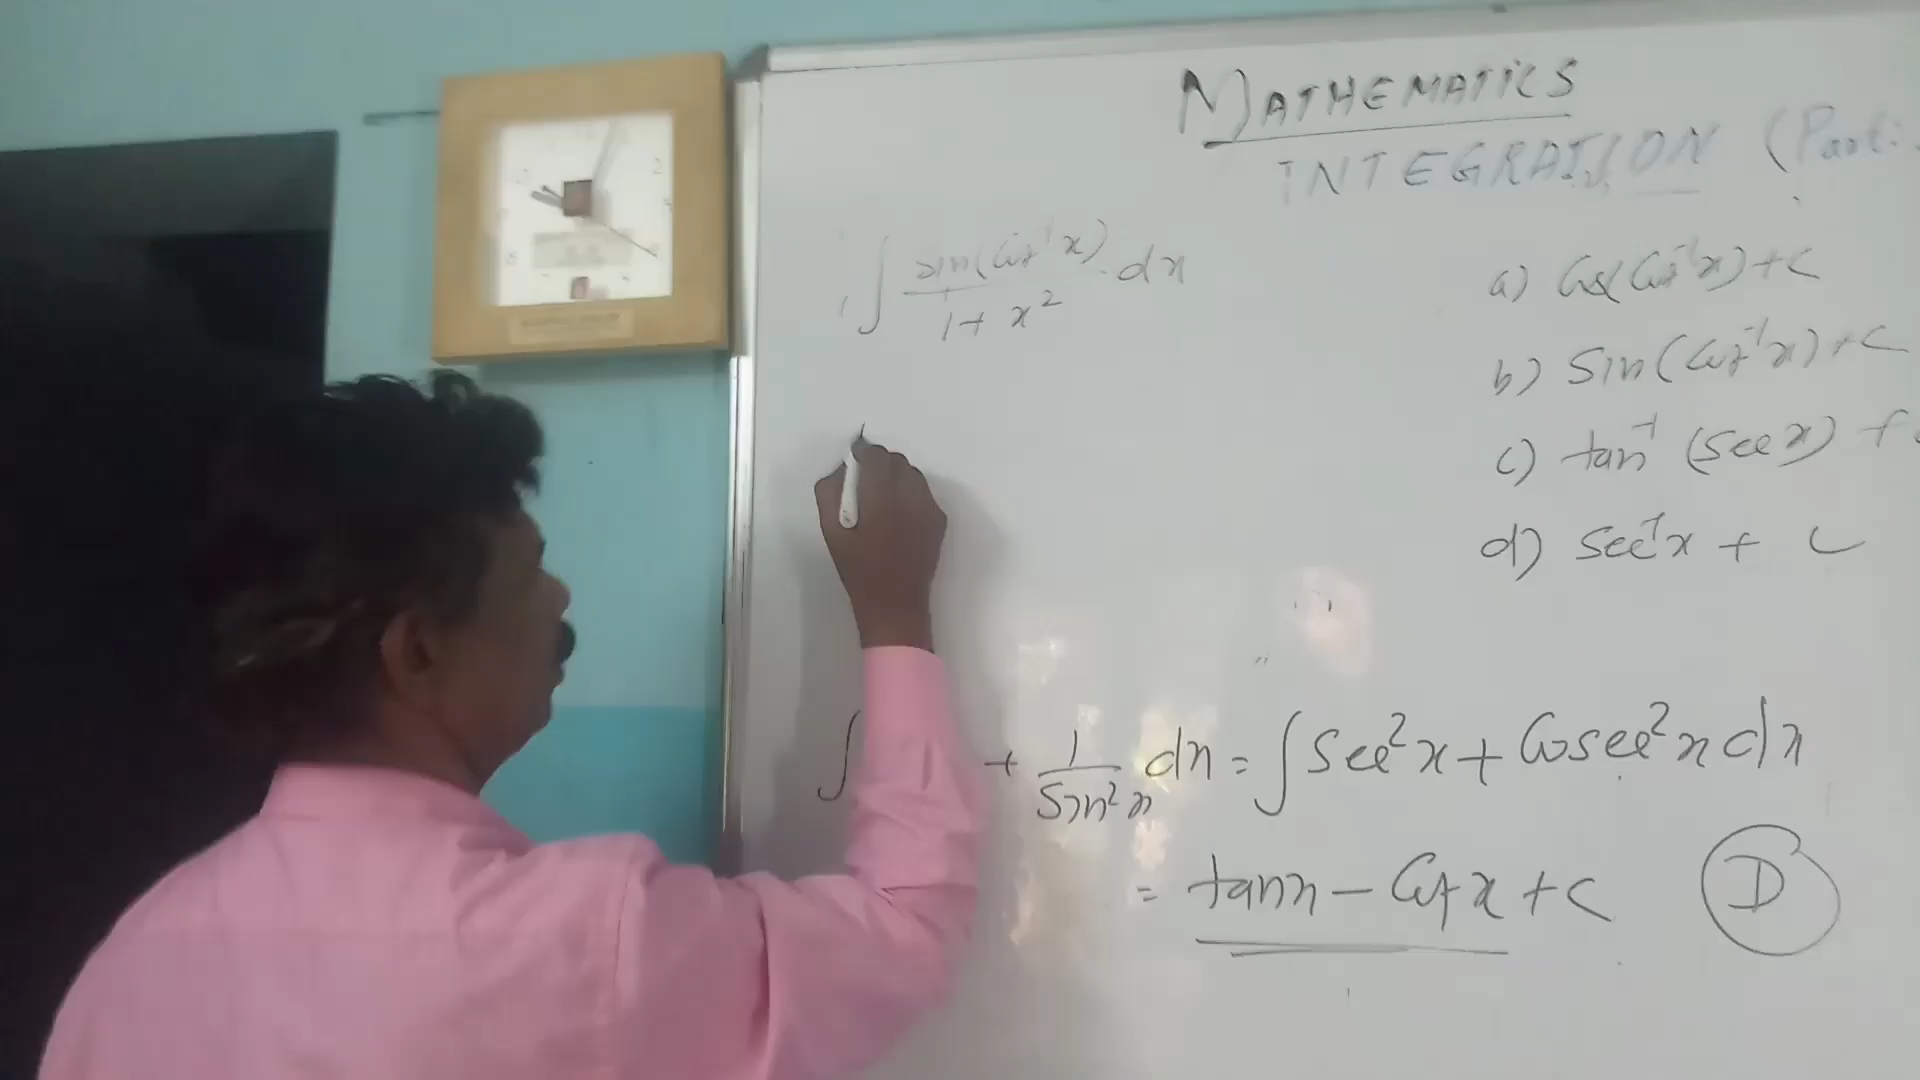 MATHEMATICS
INTEGRATION (Part:
∫ sin(Cot⁻¹x) / 1 + x² . dx
a) Cos(Cot⁻¹x) + C
b) Sin(Cot⁻¹x) + C
c) tan⁻¹(Sec x) +
d) Sec⁻¹x + C
∫ + 1/Sin²x dx = ∫ Sec²x + Cosec²x dx
= tanx - Cotx + C D